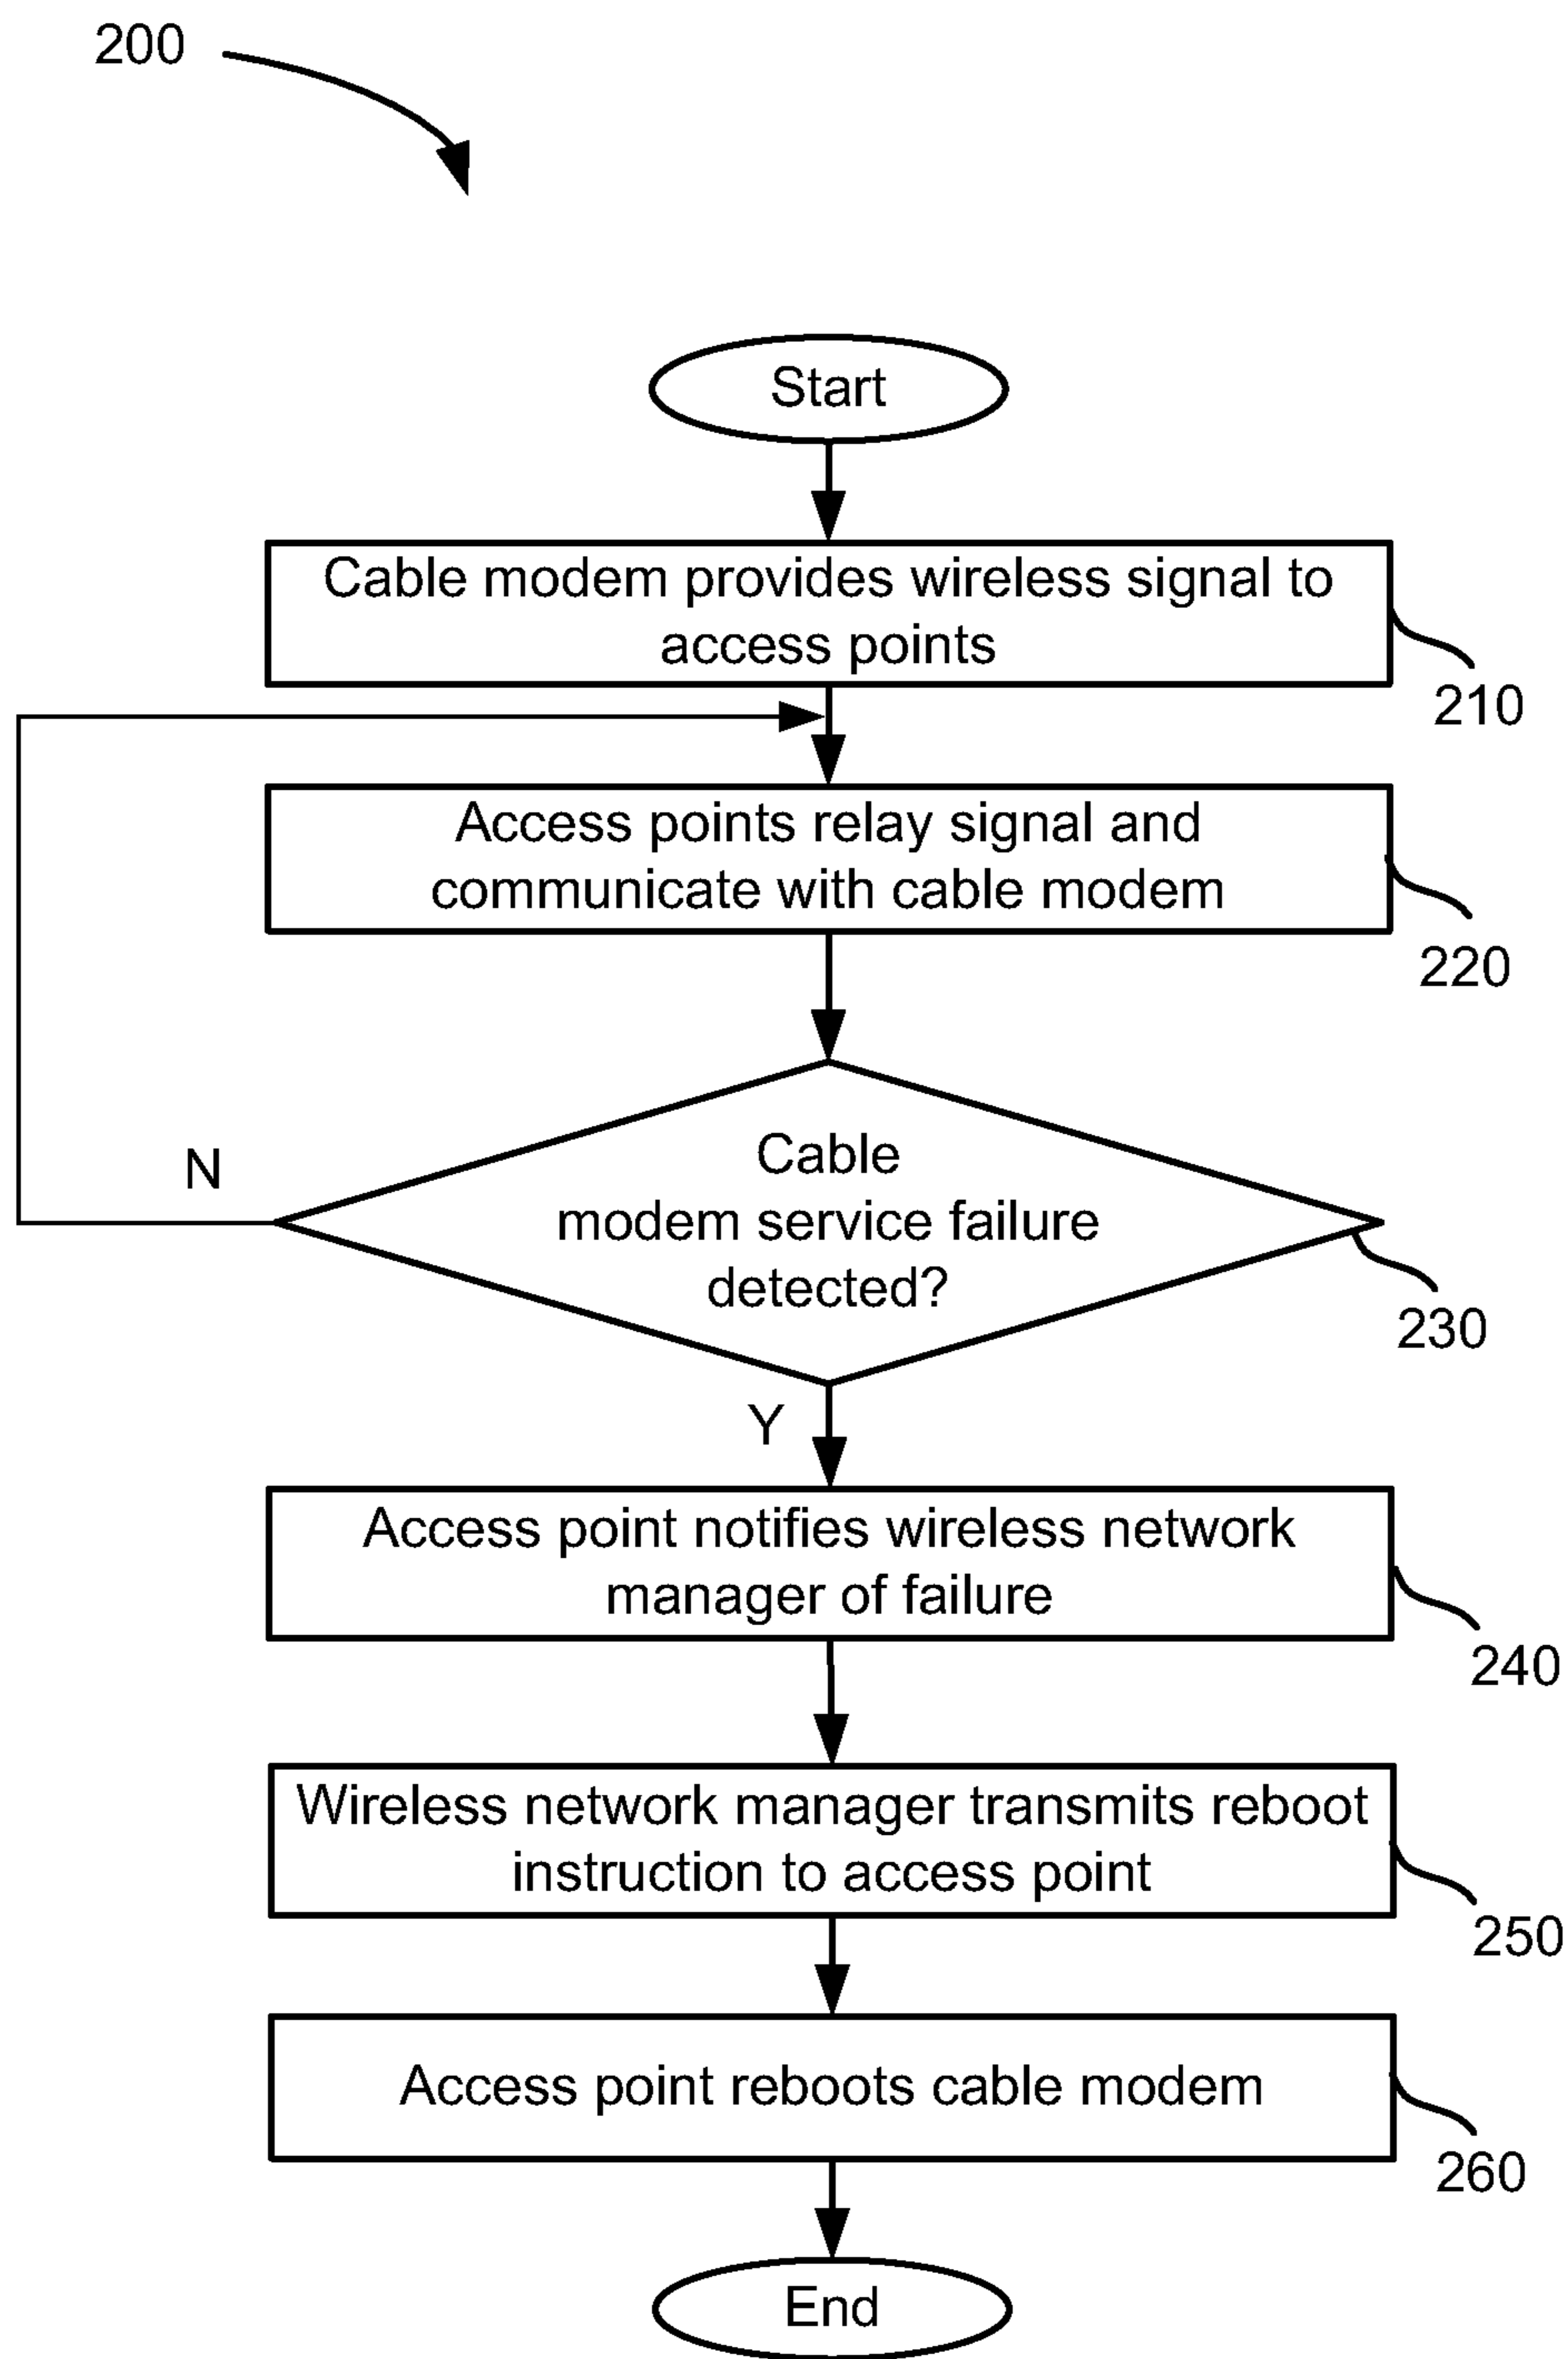 200
Start
Cable modem provides wireless signal to
access points
210
Access points relay signal and
communicate with cable modem
220
Cable
modem service failure
detected?
N
230
Y
Access point notifies wireless network
manager of failure
240
Wireless network manager transmits reboot
instruction to access point
250
Access point reboots cable modem
260
End